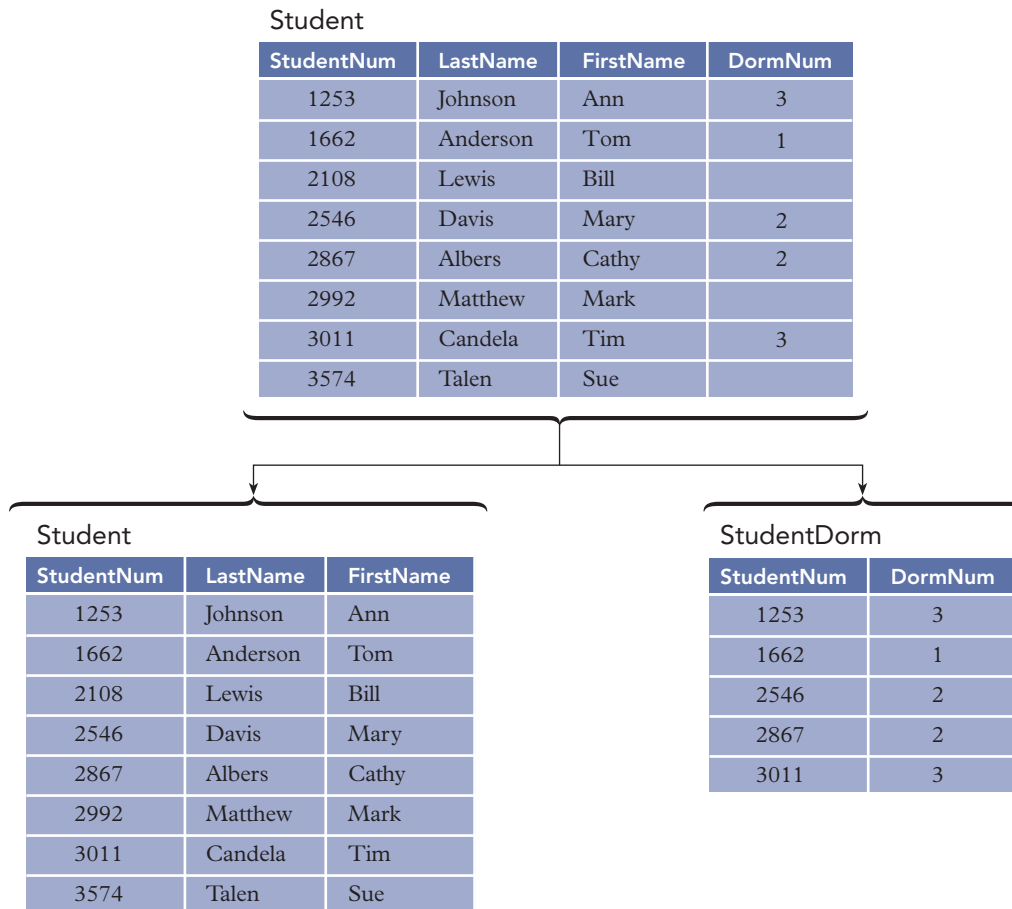 Student
StudentNum LastName FirstName DormNum
1253 Johnson Ann 3
1662 Anderson Tom 1
2108 Lewis Bill
2546 Davis Mary 2
2867 Albers Cathy 2
2992 Matthew Mark
3011 Candela Tim 3
3574 Talen Sue
Student
StudentNum LastName FirstName
1253 Johnson Ann
1662 Anderson Tom
2108 Lewis Bill
2546 Davis Mary
2867 Albers Cathy
2992 Matthew Mark
3011 Candela Tim
3574 Talen Sue
StudentDorm
StudentNum DormNum
1253 3
1662 1
2546 2
2867 2
3011 3